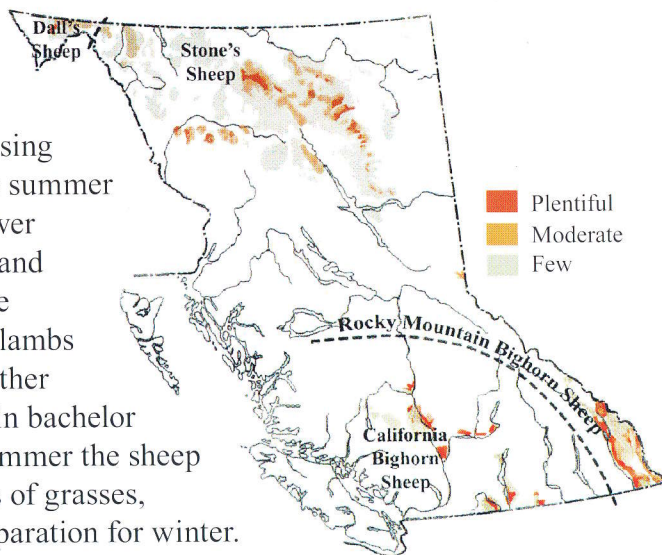 Dall's
Sheep
Stone's
Sheep
sing
summer
ver
and
lambs
ther
in bachelor
mmer the sheep
s of grasses,
paration for winter.
Plentiful
Moderate
Few
Rocky Mountain Bighorn Sheep
California
Bighorn
Sheep